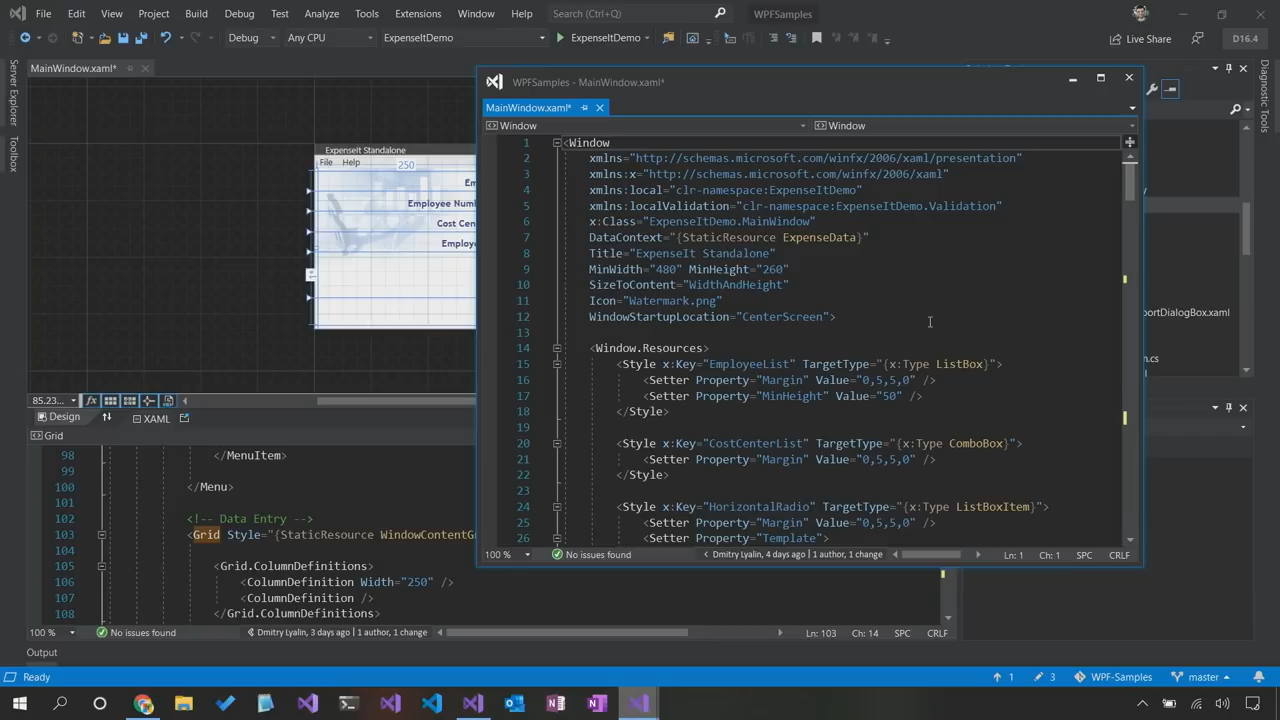 File Edit View Project Build Debug Test Analyze Tools Extensions Window Help Search (Ctrl+Q) WPFSamples
Debug Any CPU ExpenseItDemo ExpenseItDemo Live Share D16.4
Server Explorer
Toolbox
MainWindow.xaml*
ExpenseIt Standalone
File Help 250
Em
Employee Num
Cost Cen
Employe
1*
85.23...
Design XAML
Grid
98 </MenuItem>
99
100 </Menu>
101
102 <!-- Data Entry -->
103 <Grid Style="{StaticResource WindowContentG
104
105 <Grid.ColumnDefinitions>
106 <ColumnDefinition Width="250" />
107 <ColumnDefinition />
108 </Grid.ColumnDefinitions>
100 % No issues found Dmitry Lyalin, 3 days ago | 1 author, 1 change Ln: 103 Ch: 14 SPC CRLF
WPFSamples - MainWindow.xaml*
MainWindow.xaml*
Window Window
1 <Window
2 xmlns="http://schemas.microsoft.com/winfx/2006/xaml/presentation"
3 xmlns:x="http://schemas.microsoft.com/winfx/2006/xaml"
4 xmlns:local="clr-namespace:ExpenseItDemo"
5 xmlns:localValidation="clr-namespace:ExpenseItDemo.Validation"
6 x:Class="ExpenseItDemo.MainWindow"
7 DataContext="{StaticResource ExpenseData}"
8 Title="ExpenseIt Standalone"
9 MinWidth="480" MinHeight="260"
10 SizeToContent="WidthAndHeight"
11 Icon="Watermark.png"
12 WindowStartupLocation="CenterScreen">
13
14 <Window.Resources>
15 <Style x:Key="EmployeeList" TargetType="{x:Type ListBox}">
16 <Setter Property="Margin" Value="0,5,5,0" />
17 <Setter Property="MinHeight" Value="50" />
18 </Style>
19
20 <Style x:Key="CostCenterList" TargetType="{x:Type ComboBox}">
21 <Setter Property="Margin" Value="0,5,5,0" />
22 </Style>
23
24 <Style x:Key="HorizontalRadio" TargetType="{x:Type ListBoxItem}">
25 <Setter Property="Margin" Value="0,5,5,0" />
26 <Setter Property="Template">
100 % No issues found Dmitry Lyalin, 4 days ago | 1 author, 1 change Ln: 1 Ch: 1 SPC CRLF
portDialogBox.xaml
.cs
Diagnostic Tools
Output
Ready 1 3 WPF-Samples master